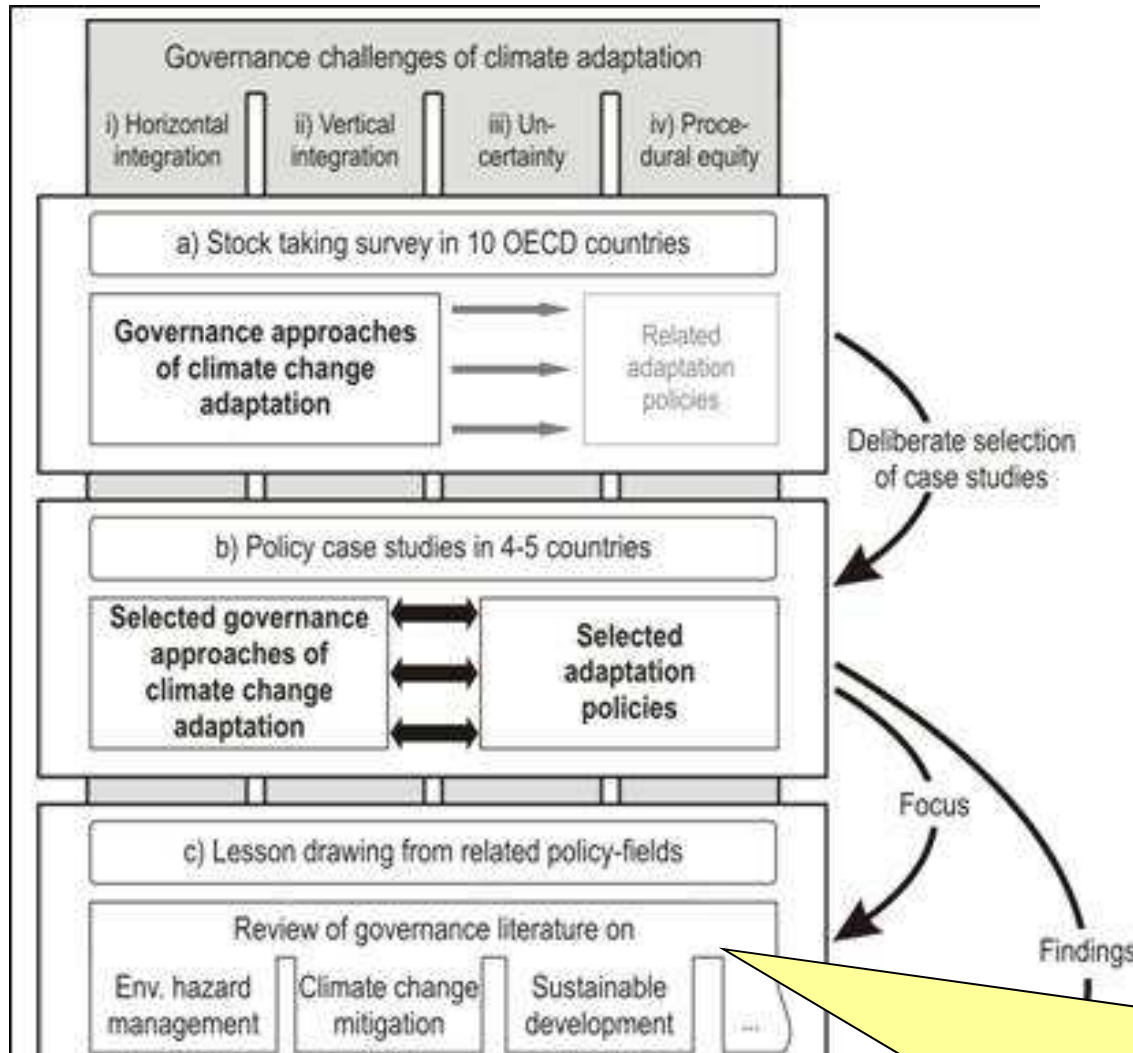 Governance challenges of climate adaptation
i) Horizontal
integration
ii) Vertical
integration
iii) Un-
certainty
iv) Proce-
dural equity
a) Stock taking survey in 10 OECD countries
Governance approaches
of climate change
adaptation
Related
adaptation
policies
Deliberate selection
of case studies
b) Policy case studies in 4-5 countries
Selected governance
approaches of
climate change
adaptation
Selected
adaptation
policies
Focus
c) Lesson drawing from related policy-fields
Review of governance literature on
Env. hazard
management
Climate change
mitigation
Sustainable
development
...
Findings